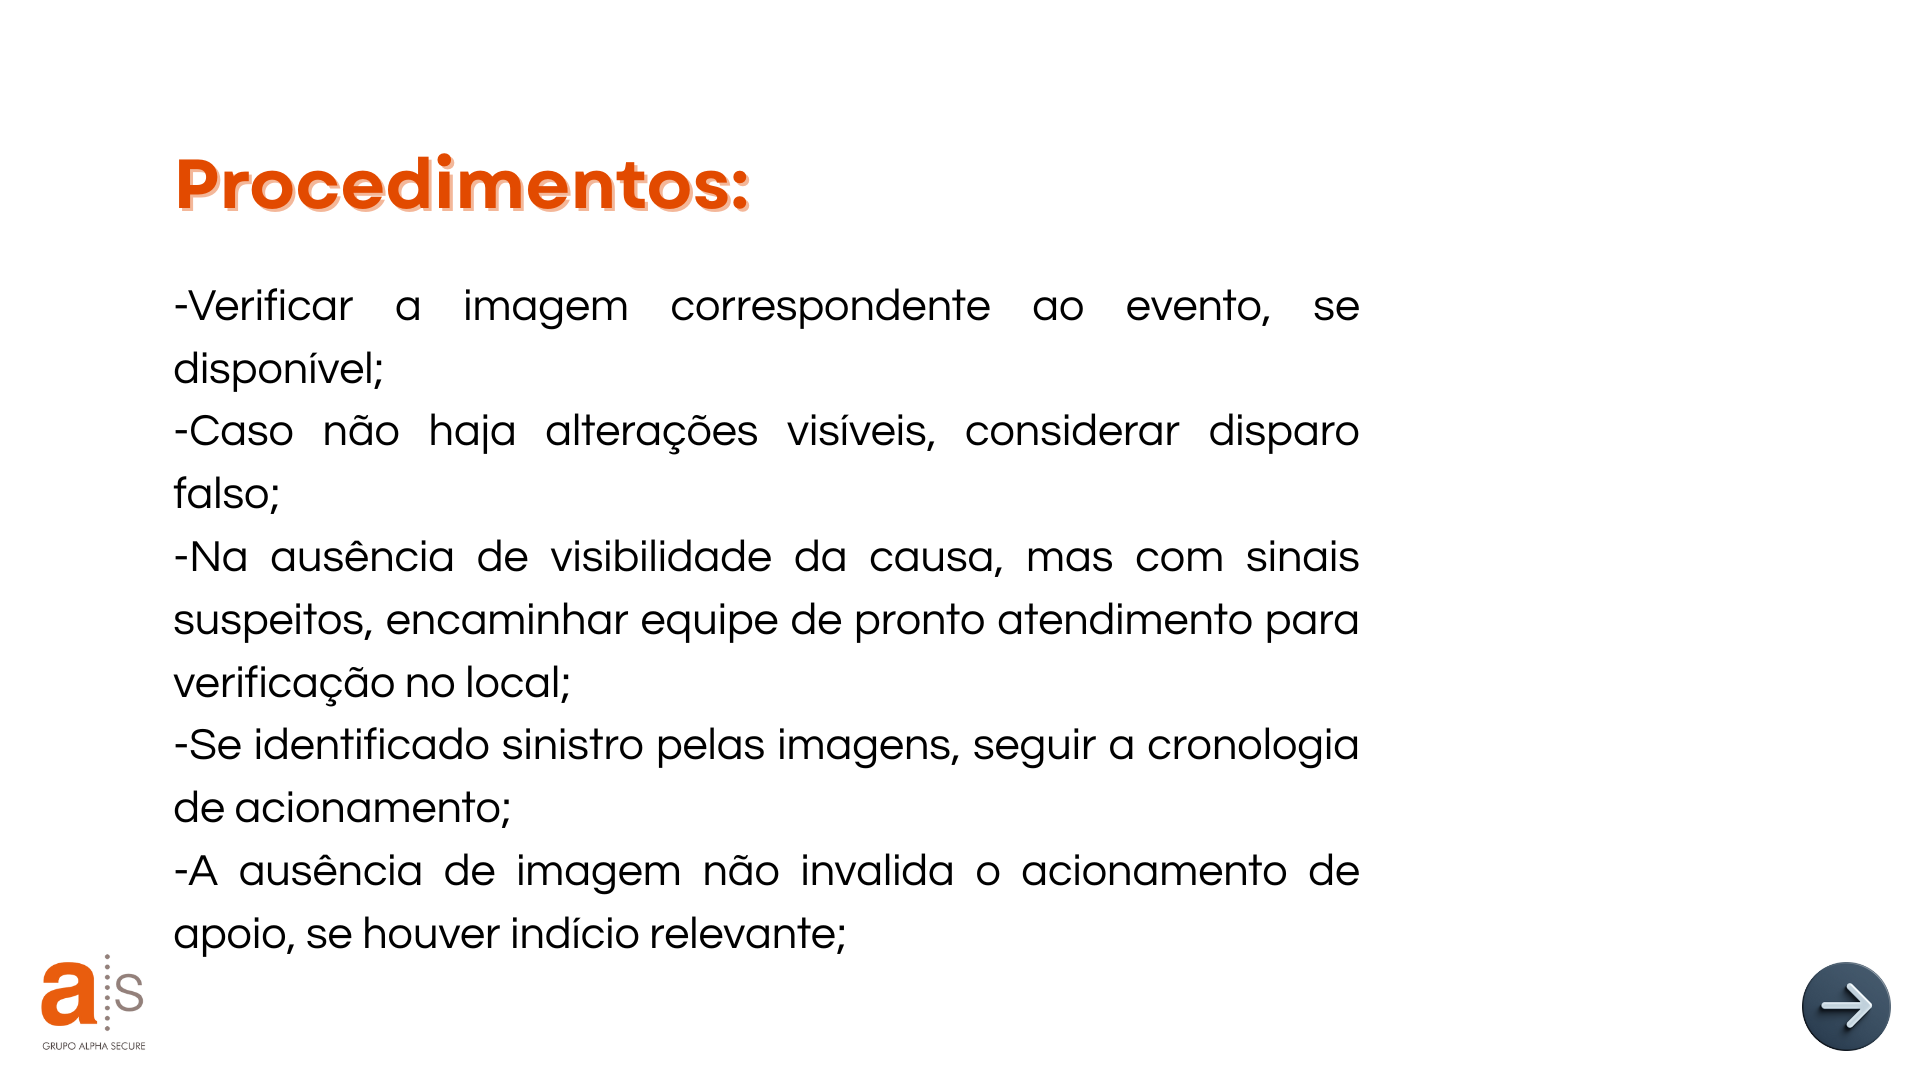 Procedimentos:
-Verificar a imagem correspondente ao evento, se
disponível;
-Caso não haja alterações visíveis, considerar disparo
falso;
-Na ausência de visibilidade da causa, mas com sinais
suspeitos, encaminhar equipe de pronto atendimento para
verificação no local;
-Se identificado sinistro pelas imagens, seguir a cronologia
de acionamento;
-A ausência de imagem não invalida o acionamento de
apoio, se houver indício relevante;
a s
GRUPO ALPHA SECURE